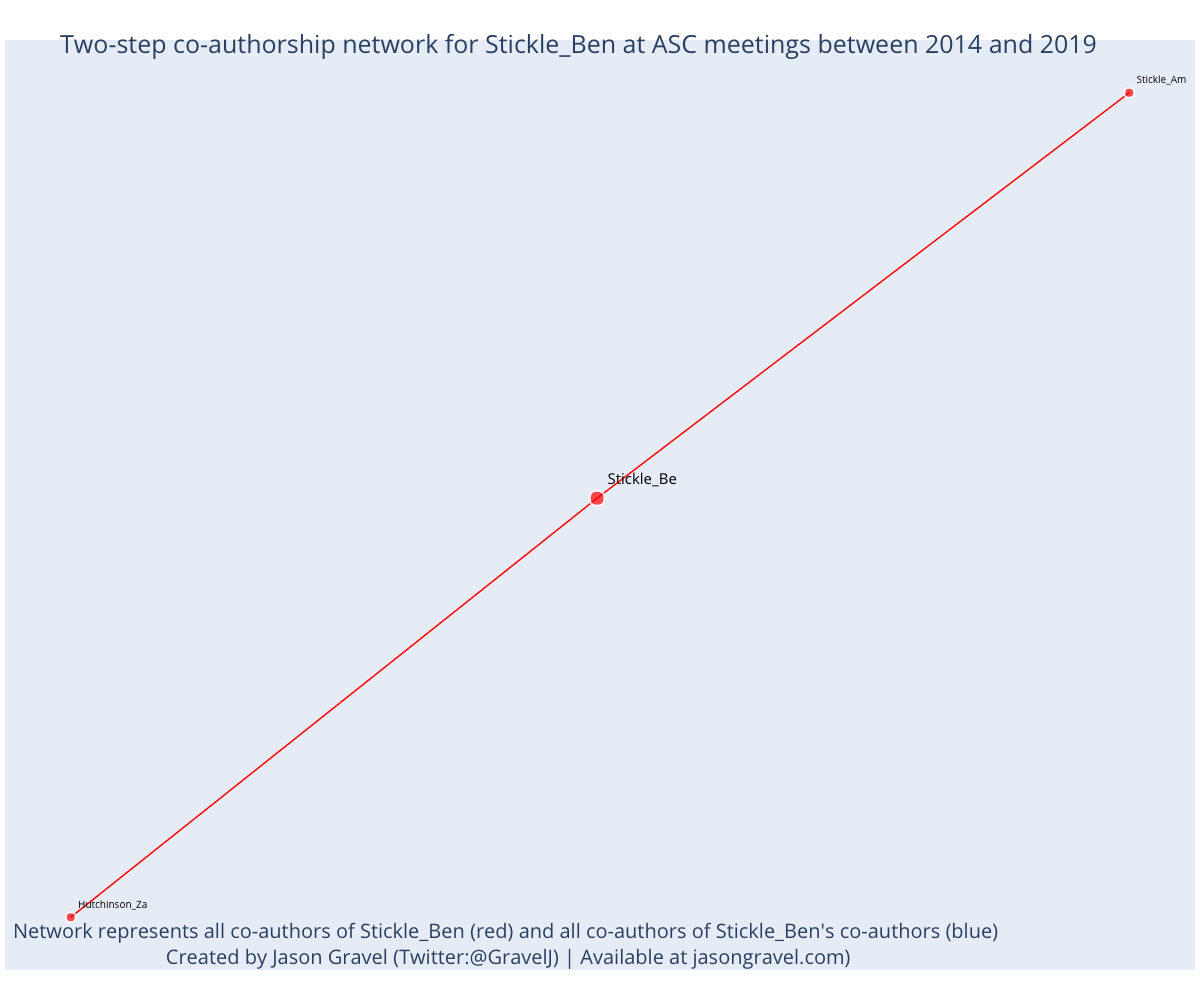 Two-step co-authorship network for Stickle_Ben at ASC meetings between 2014 and 2019
Stickle_Am
Stickle_Be
Hutchinson_Za
Network represents all co-authors of Stickle_Ben (red) and all co-authors of Stickle_Ben's co-authors (blue)
Created by Jason Gravel (Twitter:@GravelJ) | Available at jasongravel.com)